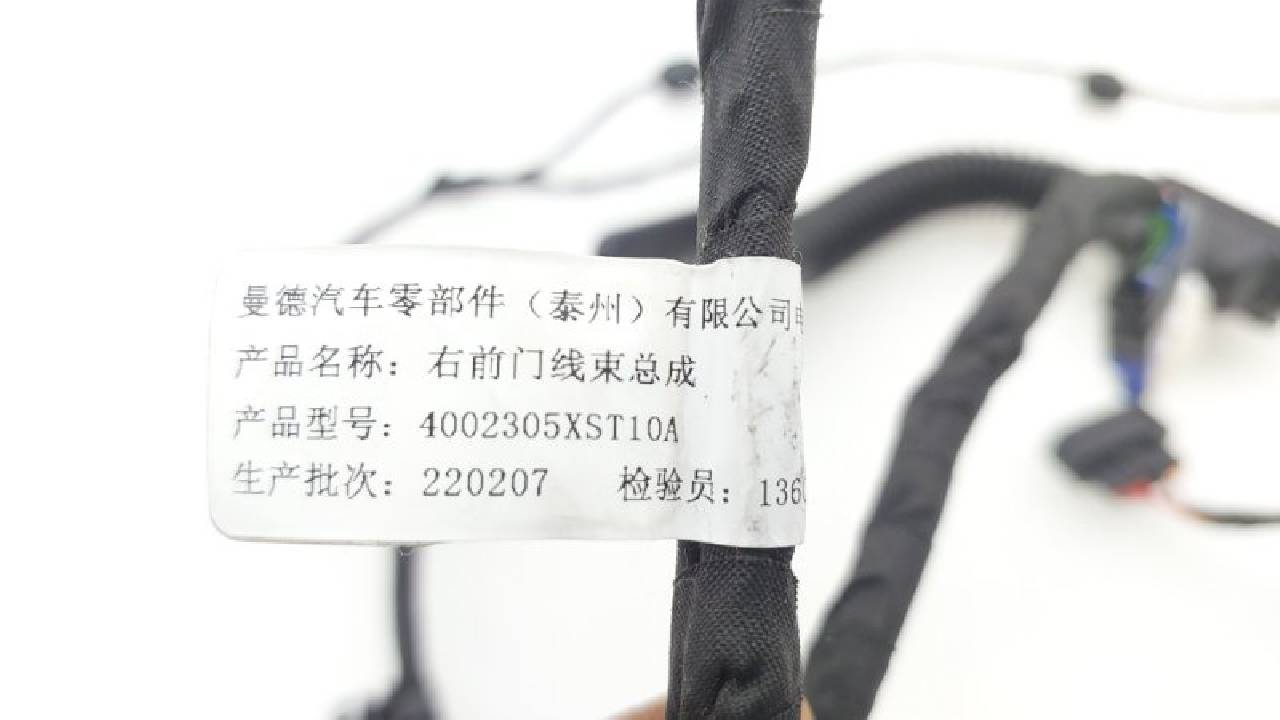 曼德汽车零部件（泰州）有限公司
产品名称：右前门线束总成
产品型号：4002305XST10A
生产批次：220207 检验员：136